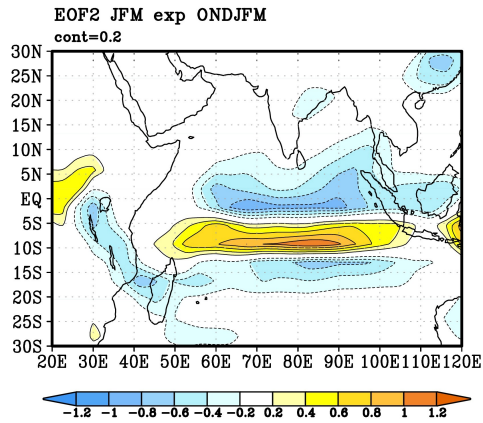 EOF2 JFM exp ONDJFM
cont=0.2
30N
25N
20N
15N
10N
5N
EQ
5S
10S
15S
20S
25S
30S
20E 30E 40E 50E 60E 70E 80E 90E 100E 110E 120E
-1.2 -1 -0.8 -0.6 -0.4 -0.2 0.2 0.4 0.6 0.8 1 1.2